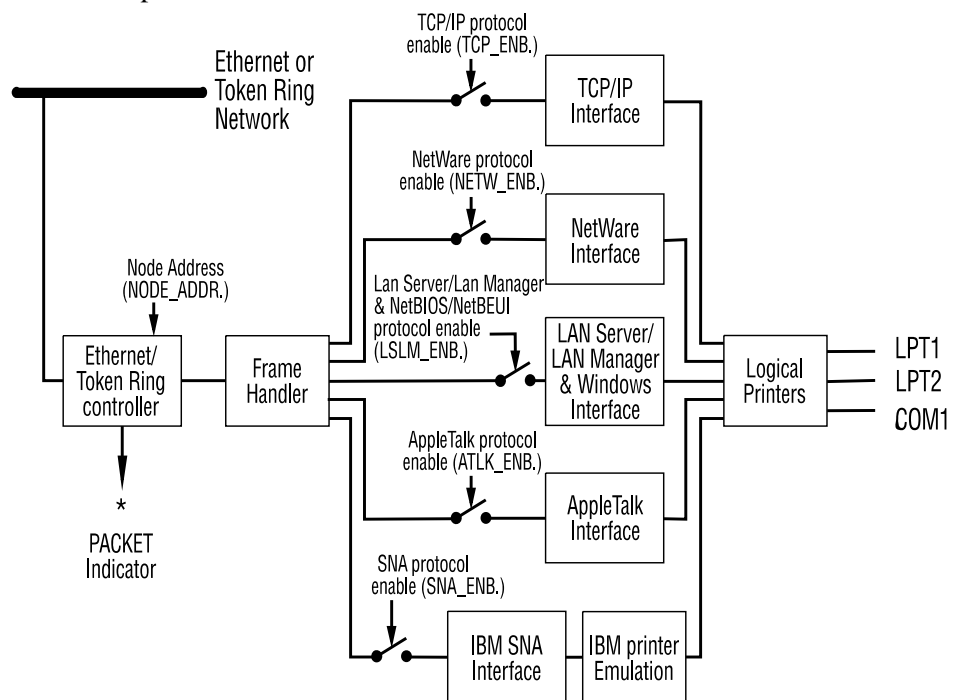 TCP/IP protocol
enable (TCP_ENB.)
Ethernet or
Token Ring
Network
TCP/IP
Interface
NetWare protocol
enable (NETW_ENB.)
NetWare
Interface
Node Address
(NODE_ADDR.)
Lan Server/Lan Manager
& NetBIOS/NetBEUI
protocol enable
(LSLM_ENB.)
Ethernet/
Token Ring
controller
Frame
Handler
LAN Server/
LAN Manager
& Windows
Interface
Logical
Printers
LPT1
LPT2
COM1
AppleTalk protocol
enable (ATLK_ENB.)
AppleTalk
Interface
*
PACKET
Indicator
SNA protocol
enable (SNA_ENB.)
IBM SNA
Interface
IBM printer
Emulation